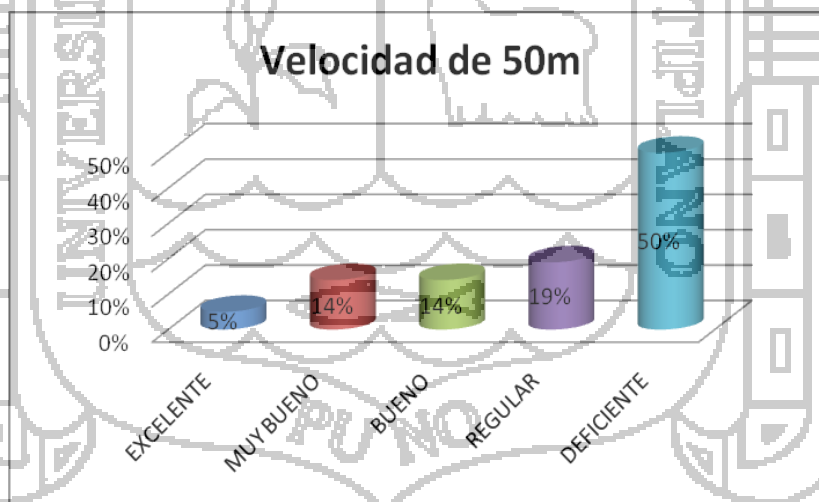 Velocidad de 50m
50%
40%
30%
20%
10%
0%
5%
14%
14%
19%
50%
EXCELENTE
MUY BUENO
BUENO
REGULAR
DEFICIENTE
PUNO